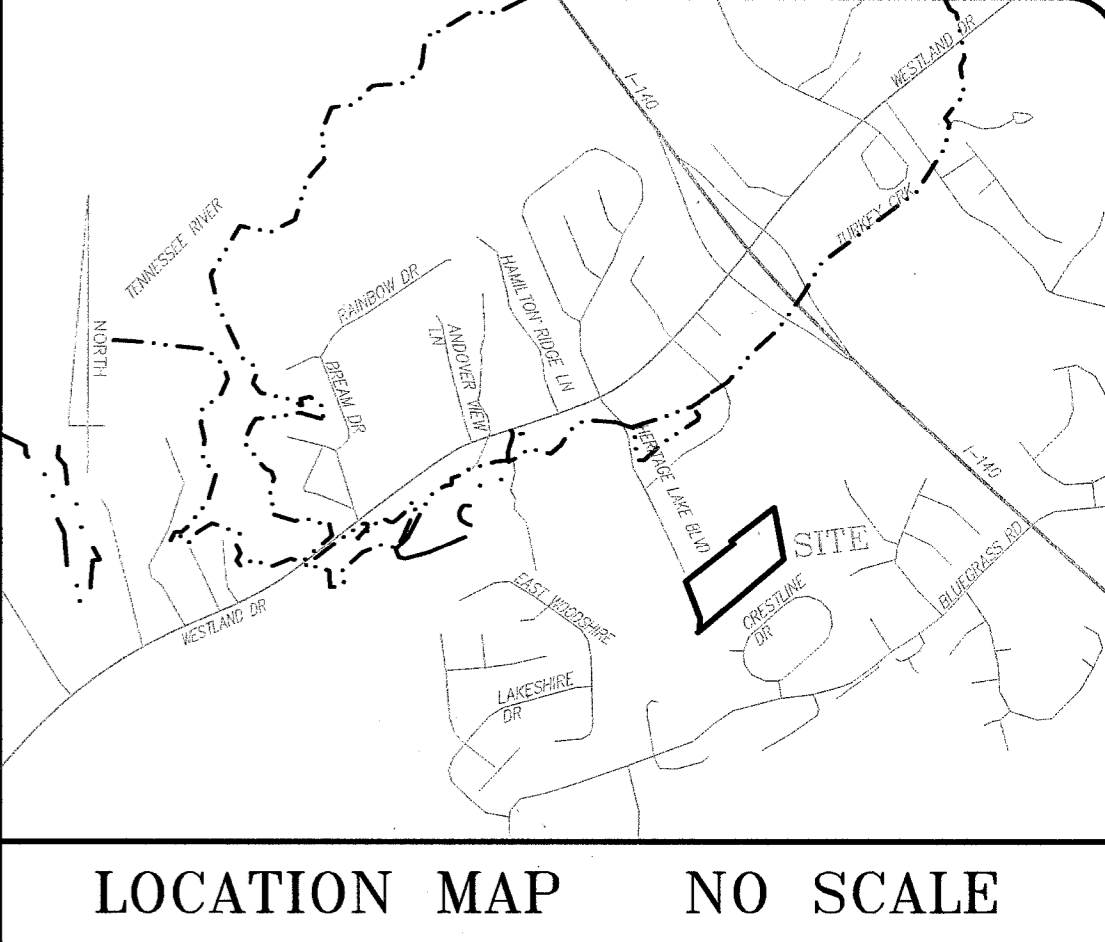 WESTLAND DR
I-140
TURKEY CRK
TENNESSEE RIVER
RAINBOW DR
HAMILTON RIDGE LN
NORTH
ANDOVER VIEW
LN
BREAM DR
HERITAGE LAKE BLVD
I-140
SITE
BLUEGRASS RD
EAST WOODSHIRE
CRESTLINE
DR
WESTLAND DR
LAKESHIRE
DR
LOCATION MAP NO SCALE